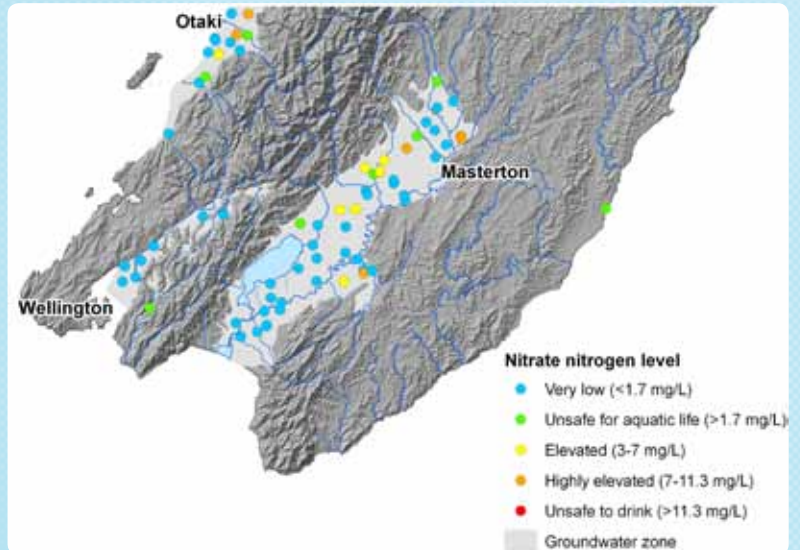 Otaki
Masterton
Wellington
Nitrate nitrogen level
Very low (<1.7 mg/L)
Unsafe for aquatic life (>1.7 mg/L)
Elevated (3-7 mg/L)
Highly elevated (7-11.3 mg/L)
Unsafe to drink (>11.3 mg/L)
Groundwater zone